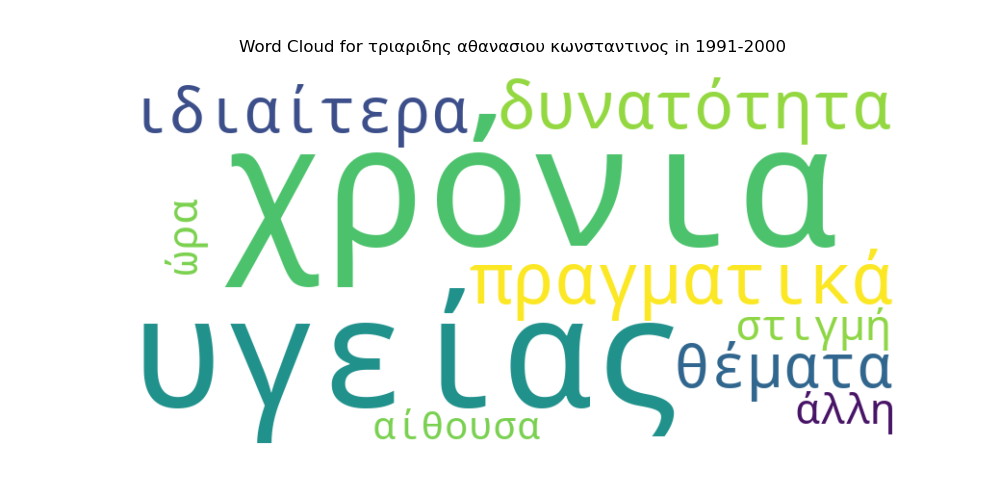 Word Cloud for τριαριδης αθανασιου κωνσταντινος in 1991-2000
ιδιαίτερα
δυνατότητα
χρόνια
ώρα
πραγματικά
υγείας
στιγμή
θέματα
άλλη
αίθουσα